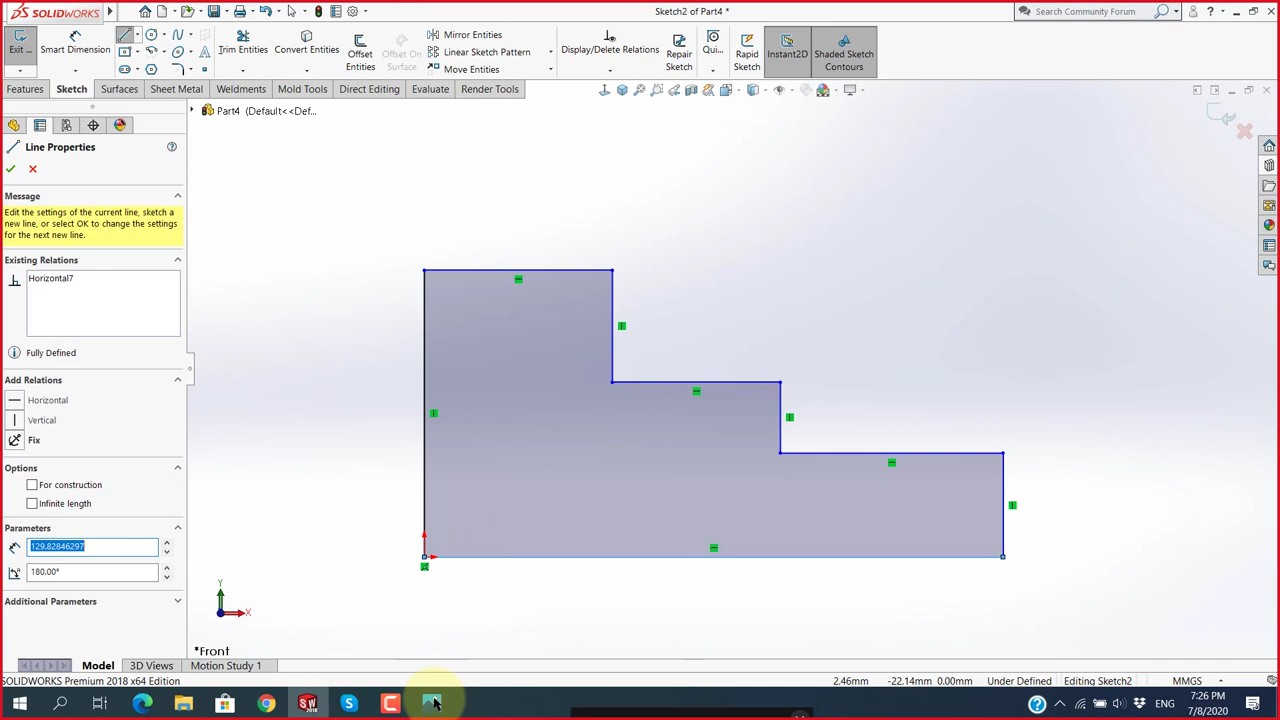 SOLIDWORKS
Sketch2 of Part4 *
Search Community Forum
Exit ...
Smart Dimension
Trim Entities
Convert Entities
Offset Entities
Offset On Surface
Mirror Entities
Linear Sketch Pattern
Move Entities
Display/Delete Relations
Repair Sketch
Qui...
Rapid Sketch
Instant2D
Shaded Sketch Contours
Features
Sketch
Surfaces
Sheet Metal
Weldments
Mold Tools
Direct Editing
Evaluate
Render Tools
Part4 (Default<<Def...
Line Properties
Message
Edit the settings of the current line, sketch a
new line, or select OK to change the settings
for the next new line.
Existing Relations
Horizontal7
Fully Defined
Add Relations
Horizontal
Vertical
Fix
Options
For construction
Infinite length
Parameters
129.82846297
180.00°
Additional Parameters
Y
X
*Front
Model
3D Views
Motion Study 1
SOLIDWORKS Premium 2018 x64 Edition
2.46mm
-22.14mm
0.00mm
Under Defined
Editing Sketch2
MMGS
ENG
7:26 PM
7/8/2020